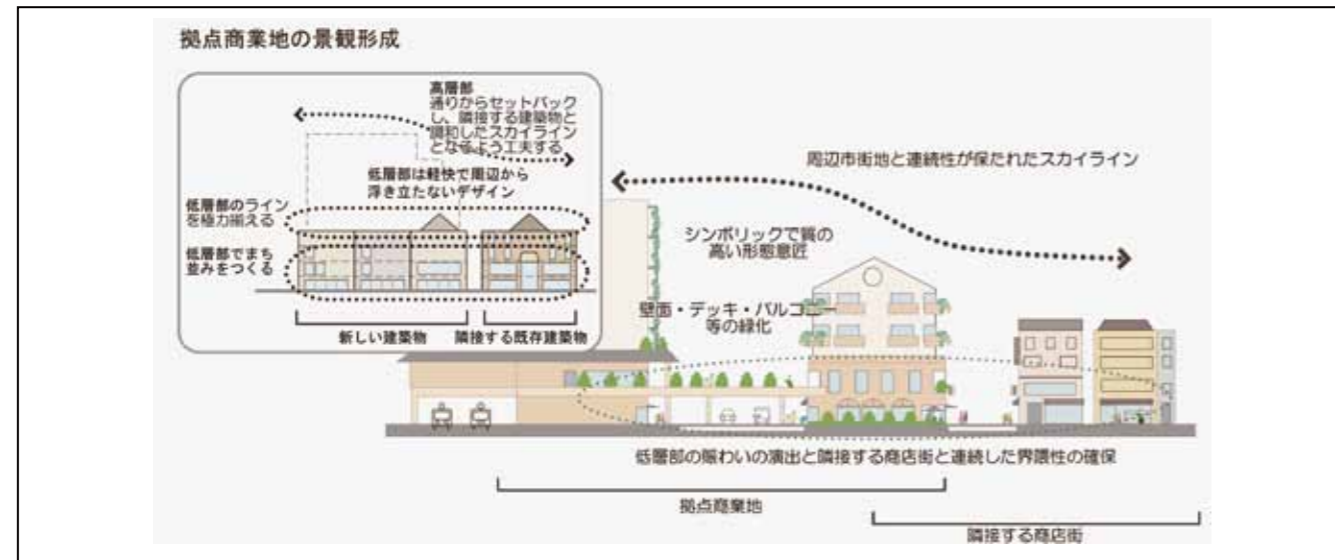 拠点商業地の景観形成
高層部
通りからセットバック
し、隣接する建築物と
調和したスカイライン
となるよう工夫する
低層部は軽快で周辺から
浮き立たないデザイン
低層部のライン
を極力揃える
低層部でまち
並みをつくる
新しい建築物
隣接する既存建築物
周辺市街地と連続性が保たれたスカイライン
シンボリックで質の
高い形態意匠
壁面・デッキ・バルコニー
等の緑化
低層部の賑わいの演出と隣接する商店街と連続した界隈性の確保
拠点商業地
隣接する商店街